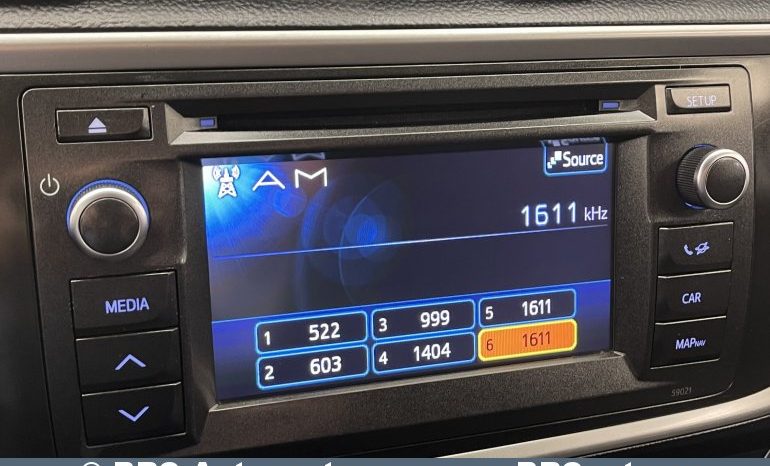 SETUP
Source
AM
1611 kHz
MEDIA
CAR
MAPNAV
1 522
3 999
5 1611
2 603
4 1404
6 1611
59021